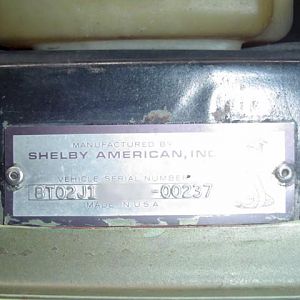 MANUFACTURED BY
SHELBY AMERICAN, INC.
VEHICLE SERIAL NUMBER
8T02J1 -00237
MADE IN U.S.A.